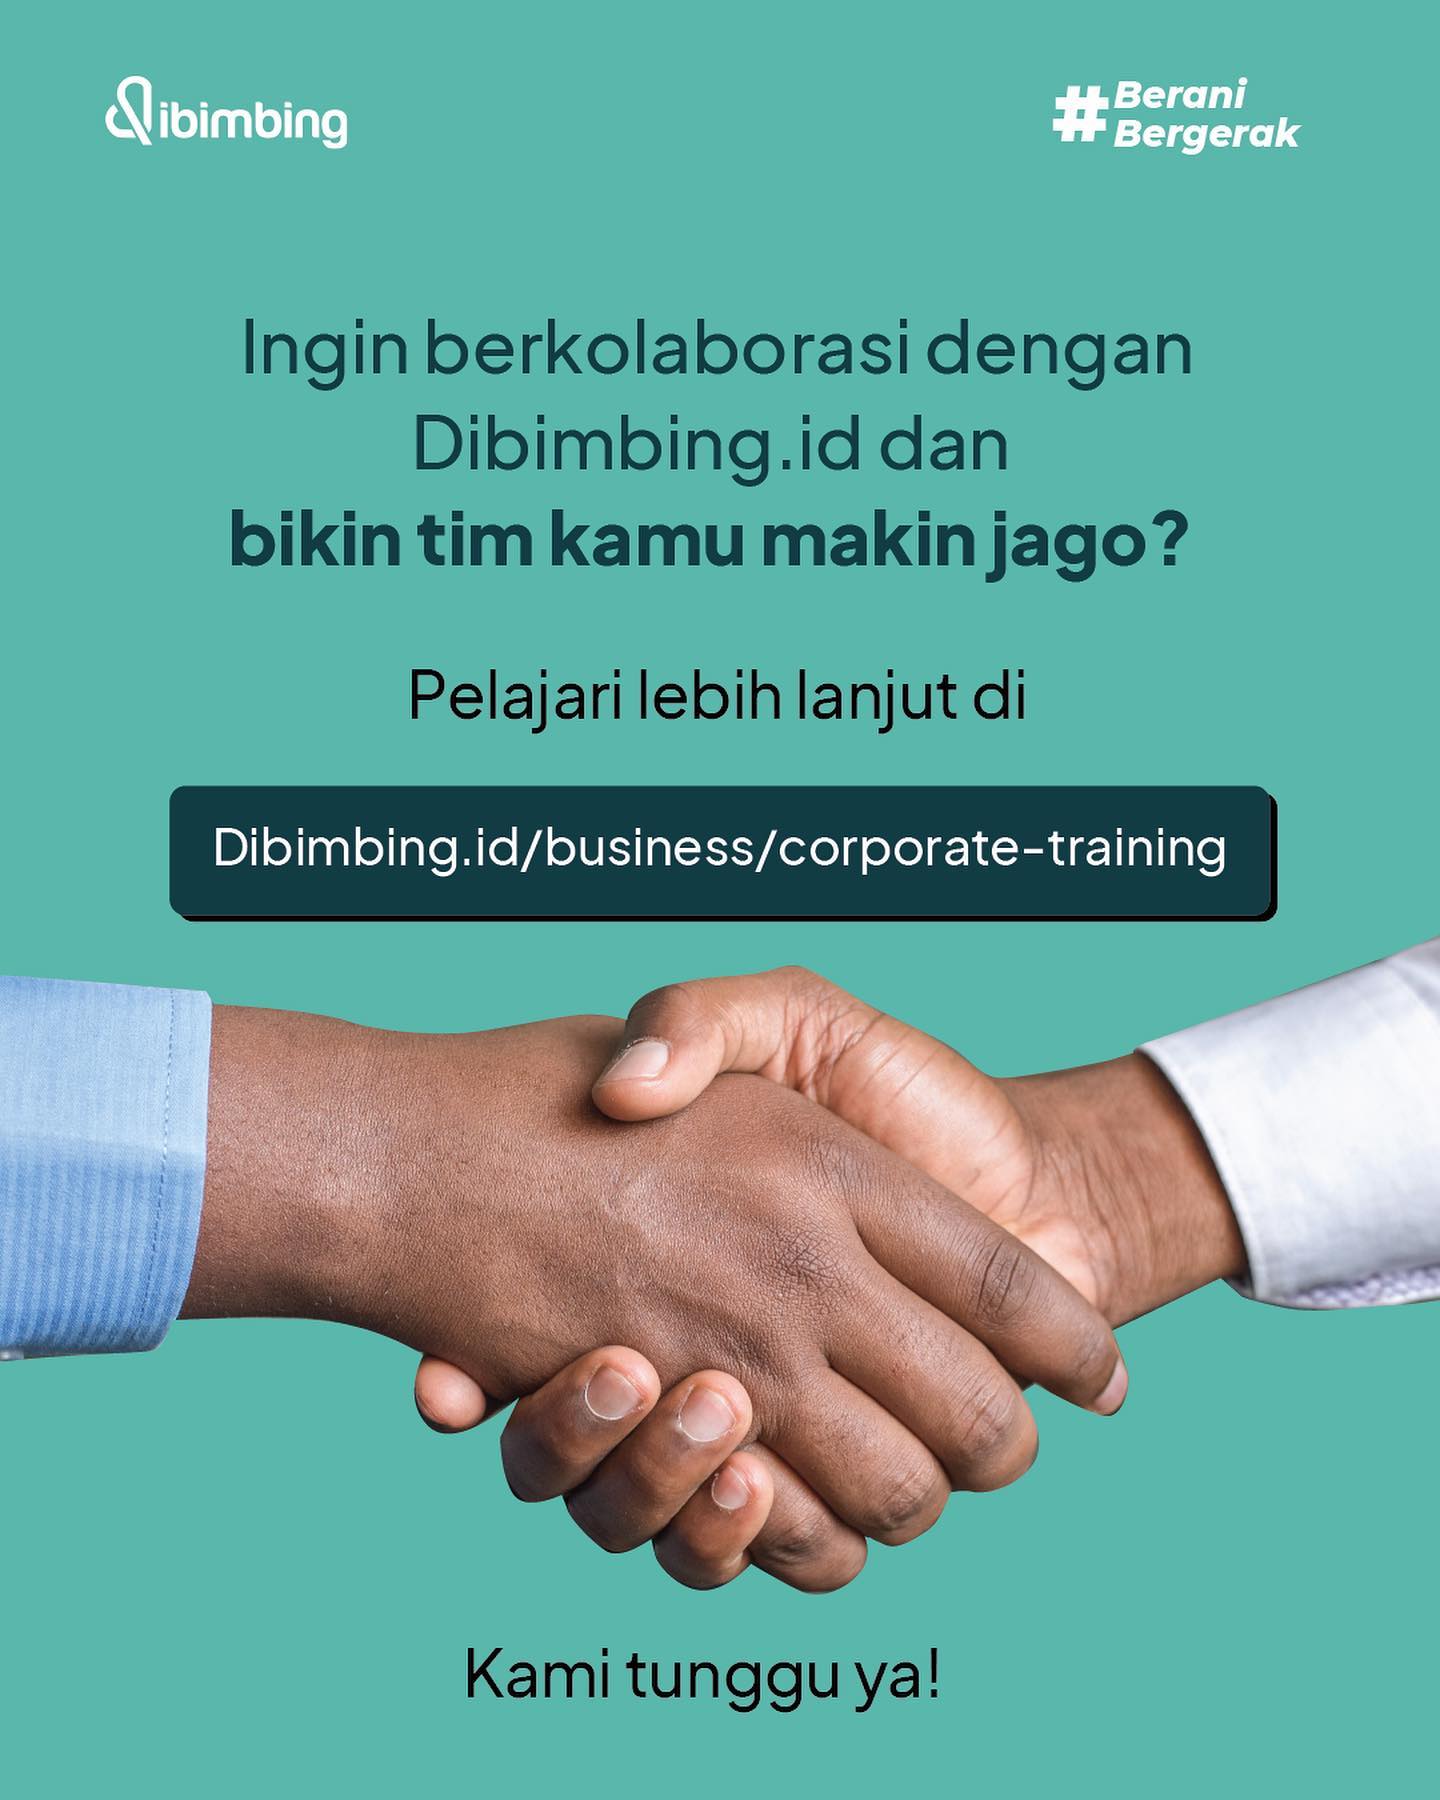 Dibimbing
#Berani
Bergerak
Ingin berkolaborasi dengan
Dibimbing.id dan
bikin tim kamu makin jago?
Pelajari lebih lanjut di
Dibimbing.id/business/corporate-training
Kami tunggu ya!